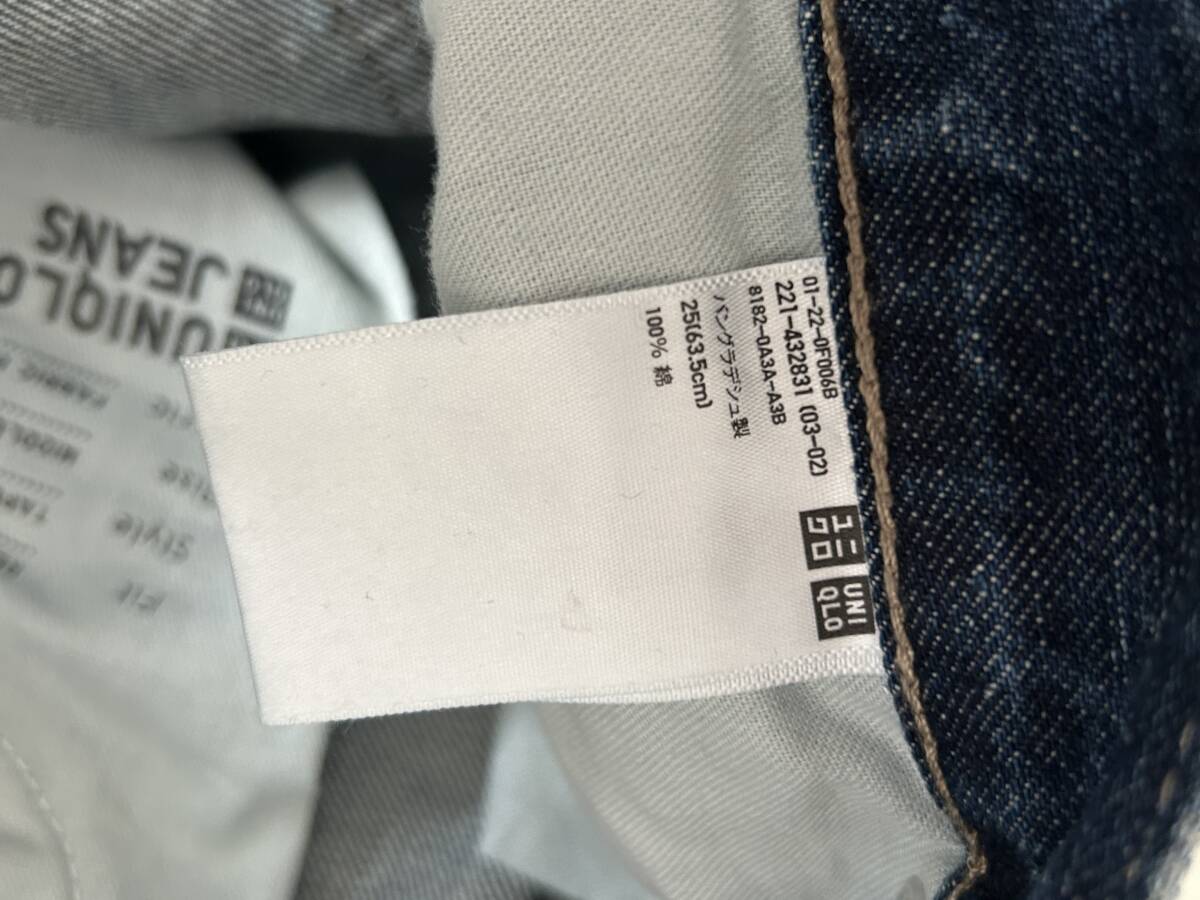 ユニ
クロ
UNI
QLO
01-22-0F006B
221-432831 (03-02)
8182-0A3A-A3B
バングラデシュ製
25(63.5cm)
100% 綿
UNIQLO
JEANS
FABRIC
Style
Fit